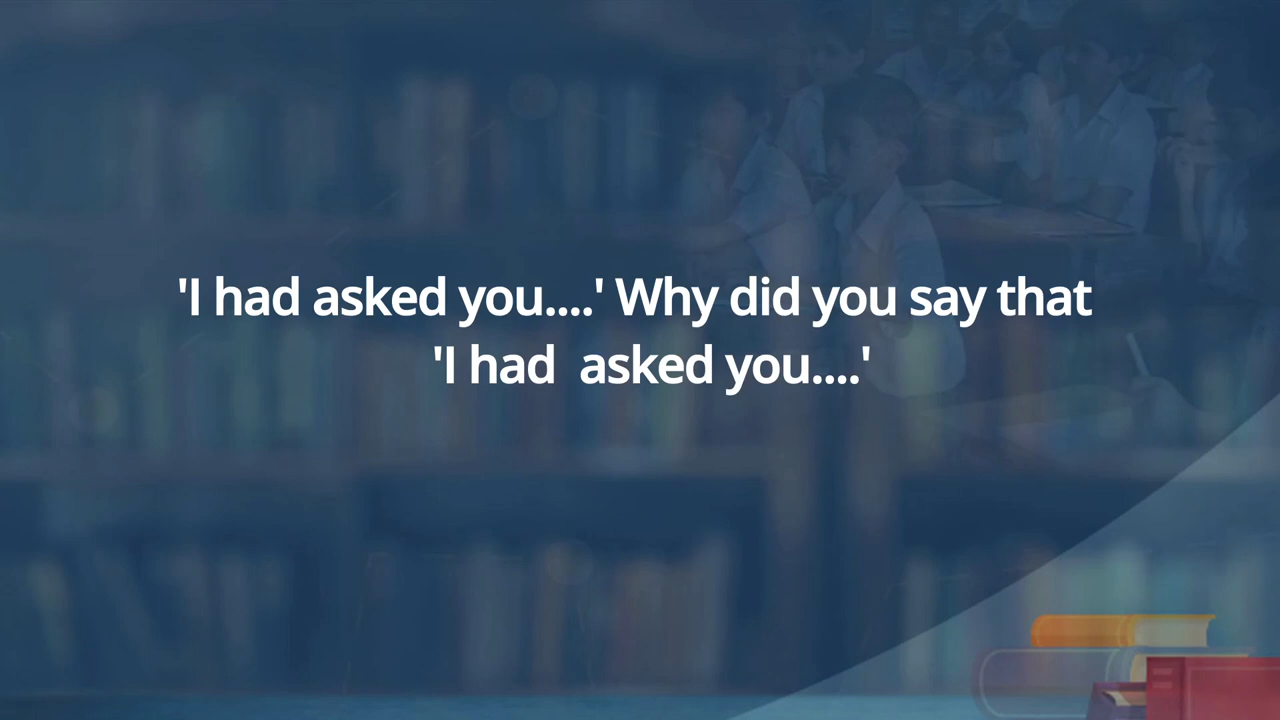 'I had asked you....' Why did you say that
'I had  asked you....'